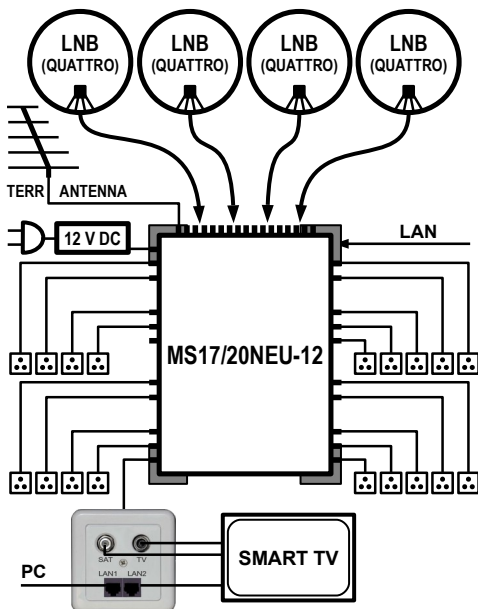 LNB
(QUATTRO)
LNB
(QUATTRO)
LNB
(QUATTRO)
LNB
(QUATTRO)
TERR ANTENNA
12 V DC
LAN
MS17/20NEU-12
SAT TV
LAN1 LAN2
PC
SMART TV